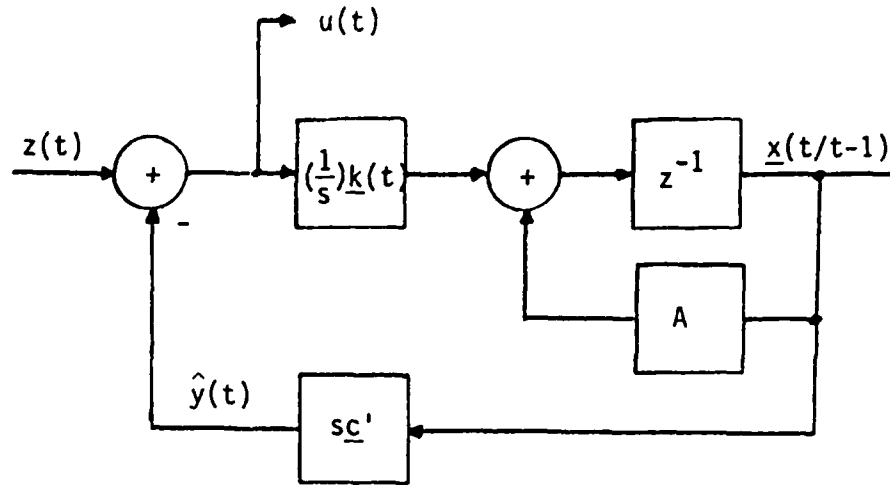 u(t)
z(t)
+
-
(1/s)k(t)
+
z⁻¹
x(t/t-1)
A
ŷ(t)
sc'